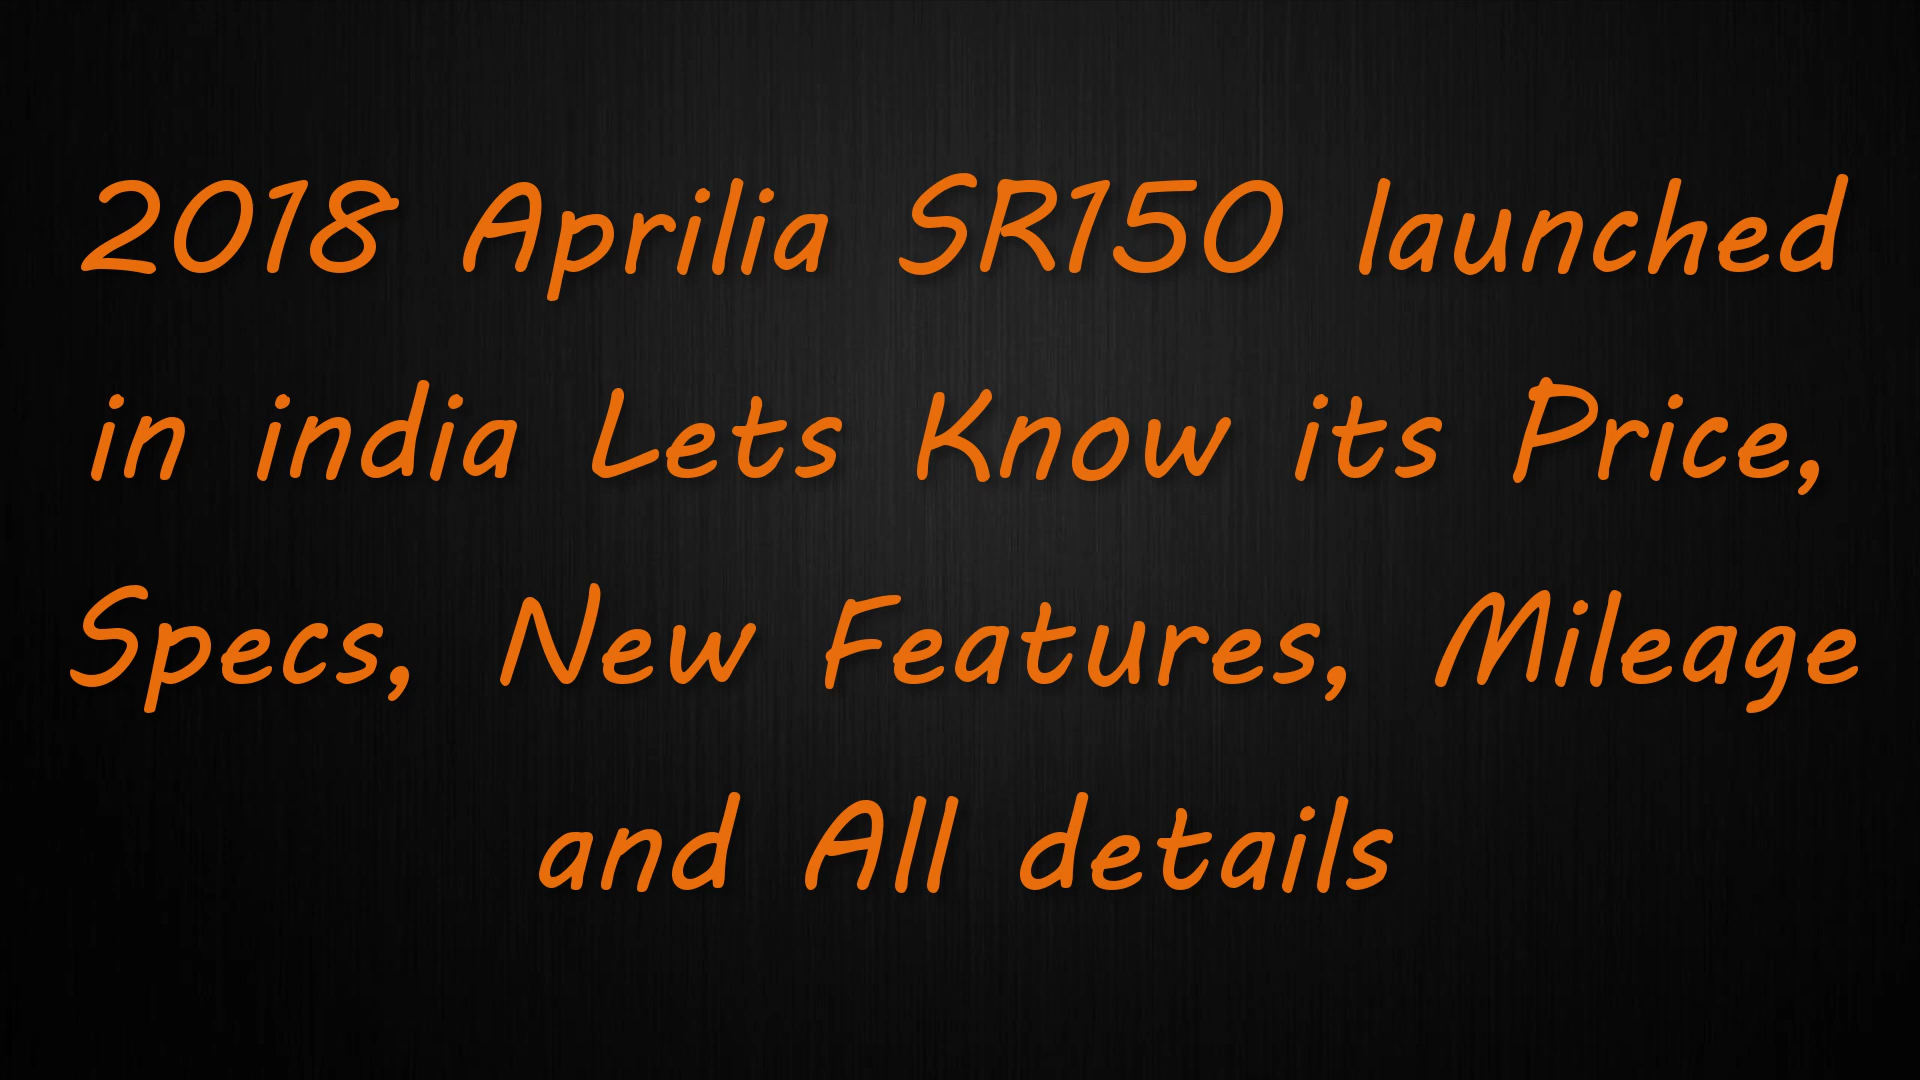 2018 Aprilia SR150 launched
in india Lets Know its Price,
Specs, New Features, Mileage
and All details